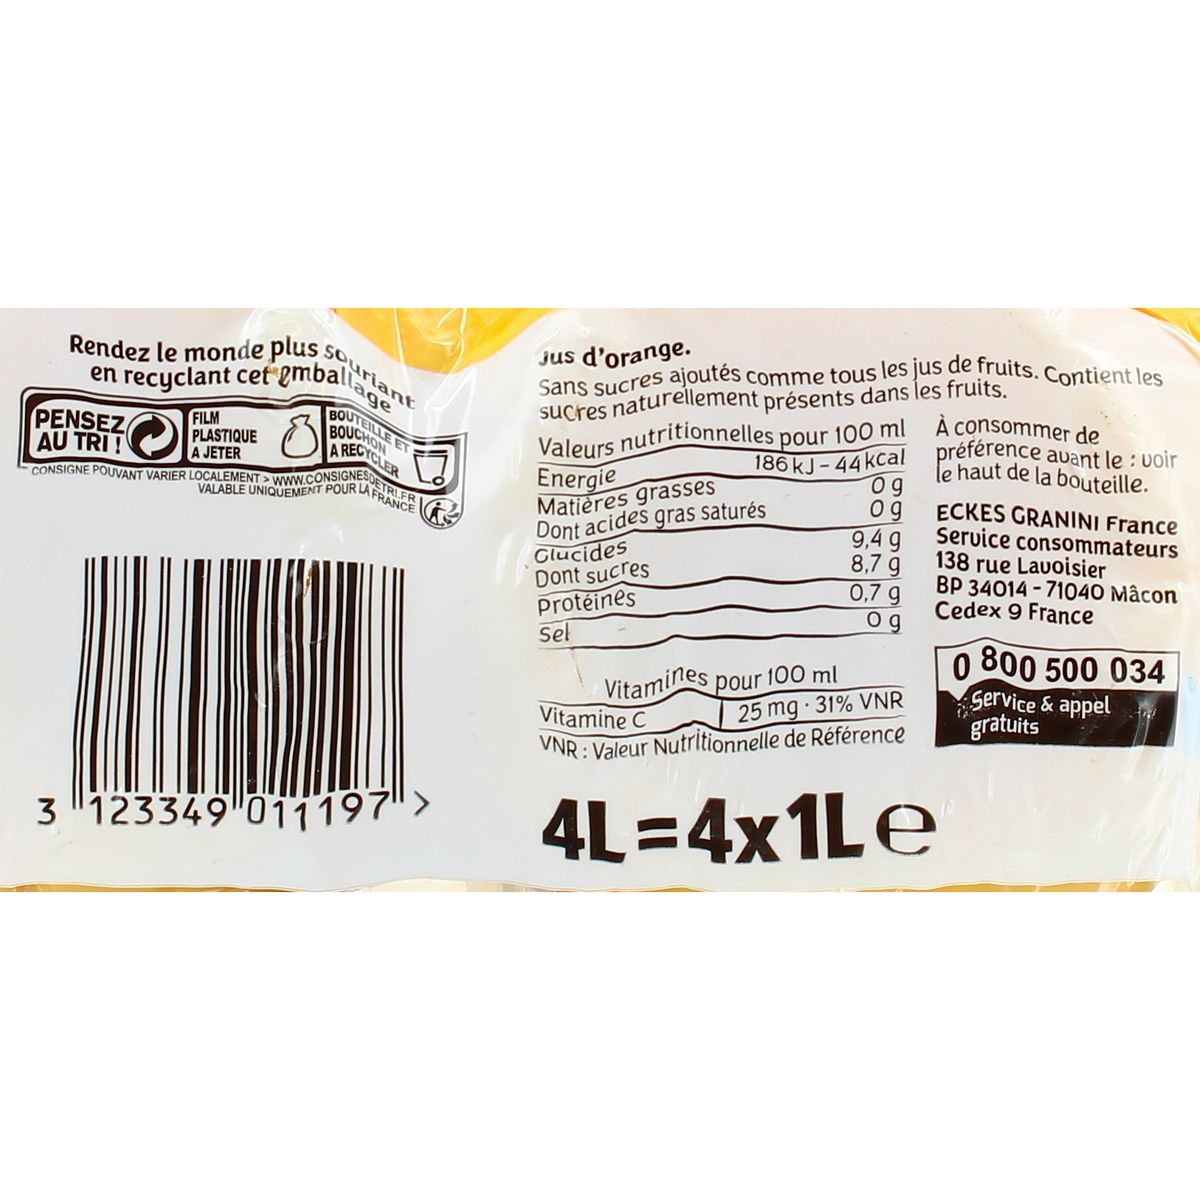 Rendez le monde plus souriant
en recyclant cet emballage
PENSEZ
AU TRI !
FILM
PLASTIQUE
A JETER
BOUTEILLE ET
BOUCHON
A RECYCLER
CONSIGNE POUVANT VARIER LOCALEMENT > WWW.CONSIGNESDETRI.FR
VALABLE UNIQUEMENT POUR LA FRANCE
3 123349 011197 >
Jus d'orange.
Sans sucres ajoutés comme tous les jus de fruits. Contient les
sucres naturellement présents dans les fruits.
Valeurs nutritionnelles pour 100 ml
Energie 186 kJ - 44 kcal
Matières grasses 0 g
Dont acides gras saturés 0 g
Glucides 9,4 g
Dont sucres 8,7 g
Protéines 0,7 g
Sel 0 g
Vitamines pour 100 ml
Vitamine C 25 mg · 31% VNR
VNR : Valeur Nutritionnelle de Référence
4L = 4x1L e
À consommer de
préférence avant le : voir
le haut de la bouteille.
ECKES GRANINI France
Service consommateurs
138 rue Lavoisier
BP 34014 - 71040 Mâcon
Cedex 9 France
0 800 500 034
Service & appel
gratuits